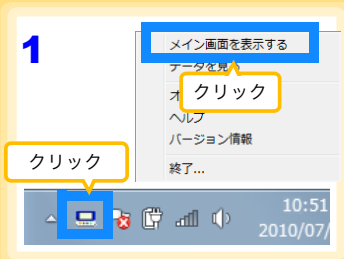 1
メイン画面を表示する
データを見
クリック
オ
ヘルプ
バージョン情報
クリック
終了...
10:51
2010/07/